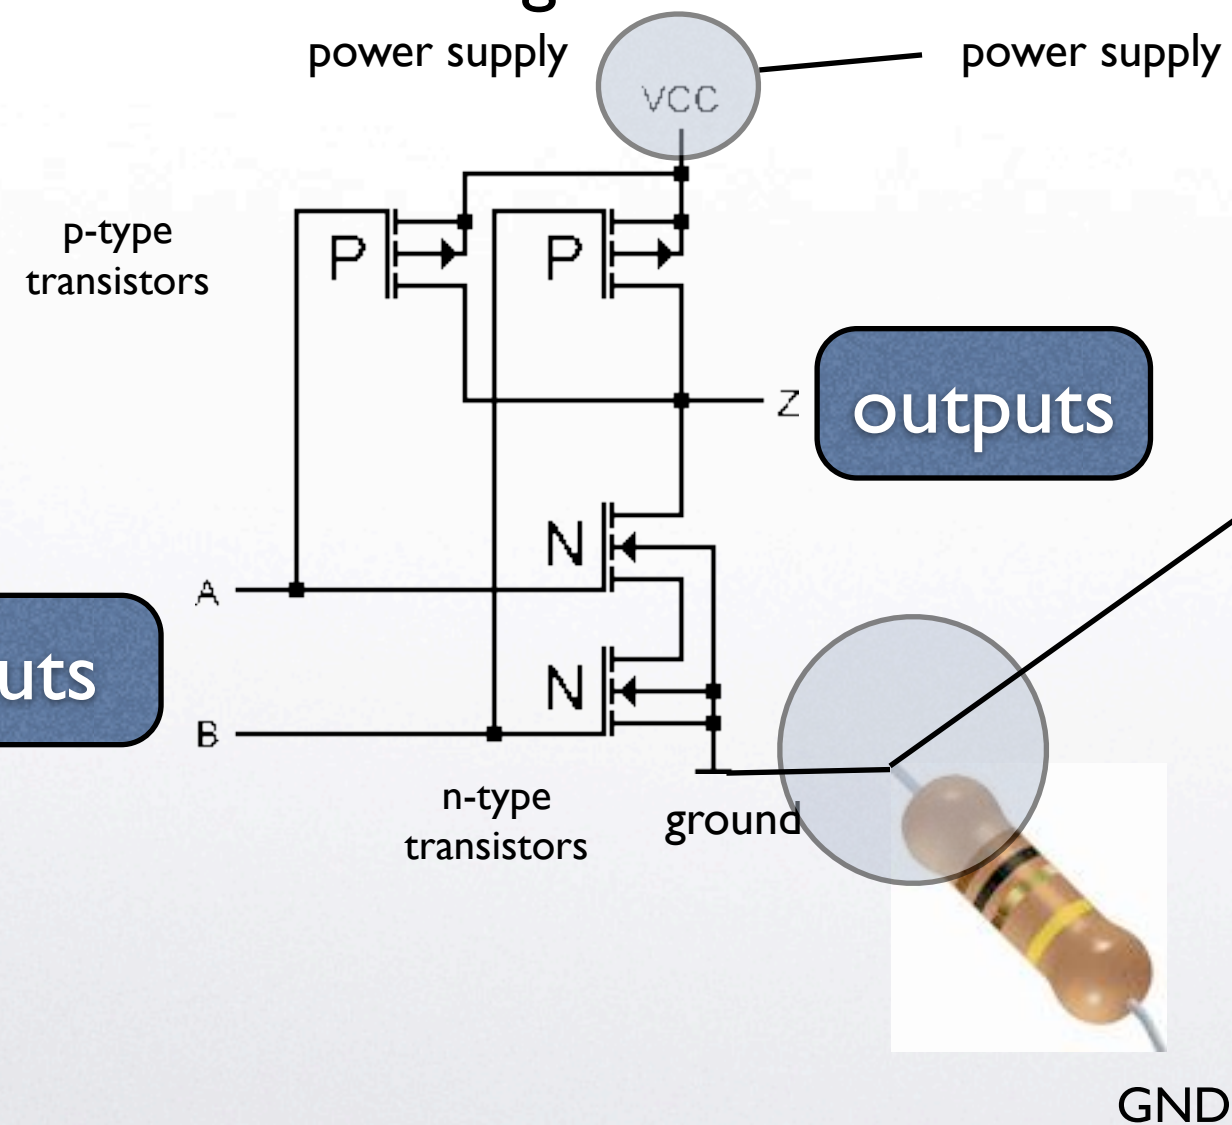 power supply
VCC
power supply
p-type
transistors
P
P
Z
outputs
N
A
uts
N
B
n-type
transistors
ground
GND